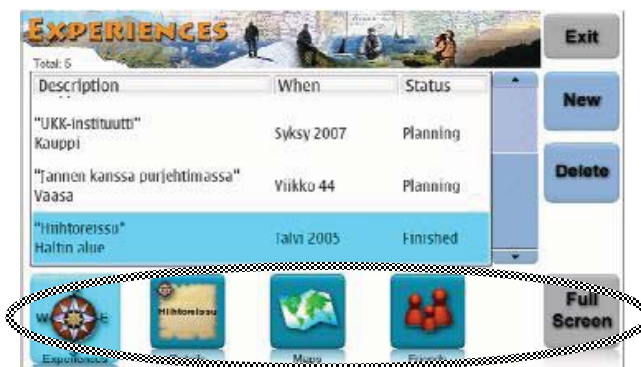 EXPERIENCES
Exit
Total: 5
Description When Status
New
"UKK-instituutti"
Kauppi
Syksy 2007 Planning
"Jannen kanssa purjehtimassa"
Vaasa
Viikko 44 Planning
Delete
"Hiihtoreissu"
Haltin alue
Talvi 2005 Finished
W E
Hiihtoreissu
Full
Screen
Experiences
Maps